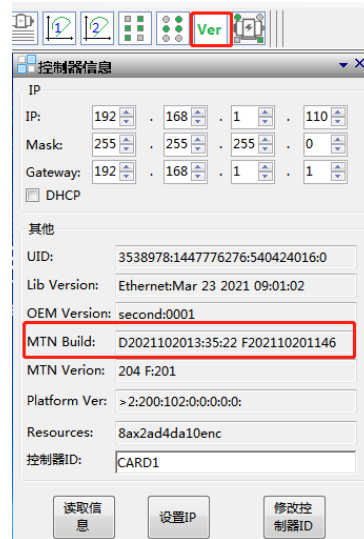 1 2 Ver
控制器信息
IP
IP: 192 . 168 . 1 . 110
Mask: 255 . 255 . 255 . 0
Gateway: 192 . 168 . 1 . 1
DHCP
其他
UID: 3538978:1447776276:540424016:0
Lib Version: Ethernet:Mar 23 2021 09:01:02
OEM Version: second:0001
MTN Build: D2021102013:35:22 F202110201146
MTN Verion: 204 F:201
Platform Ver: >2:200:102:0:0:0:0:
Resources: 8ax2ad4da10enc
控制器ID: CARD1
读取信息 设置IP 修改控制器ID